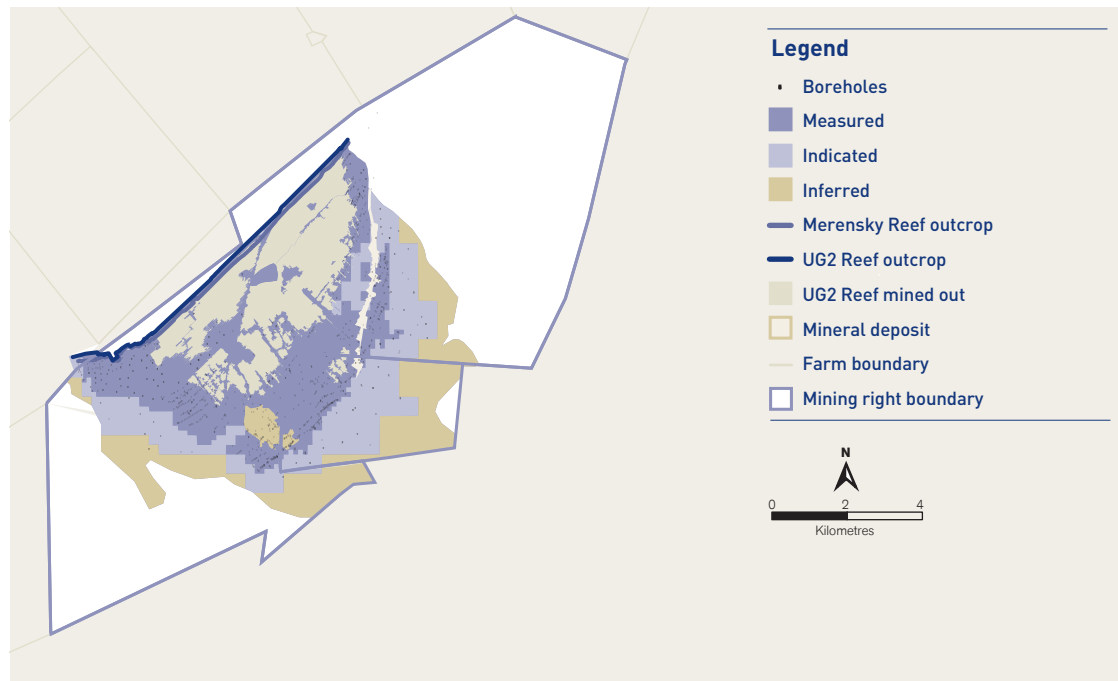 Legend
Boreholes
Measured
Indicated
Inferred
Merensky Reef outcrop
UG2 Reef outcrop
UG2 Reef mined out
Mineral deposit
Farm boundary
Mining right boundary
N
0 2 4
Kilometres